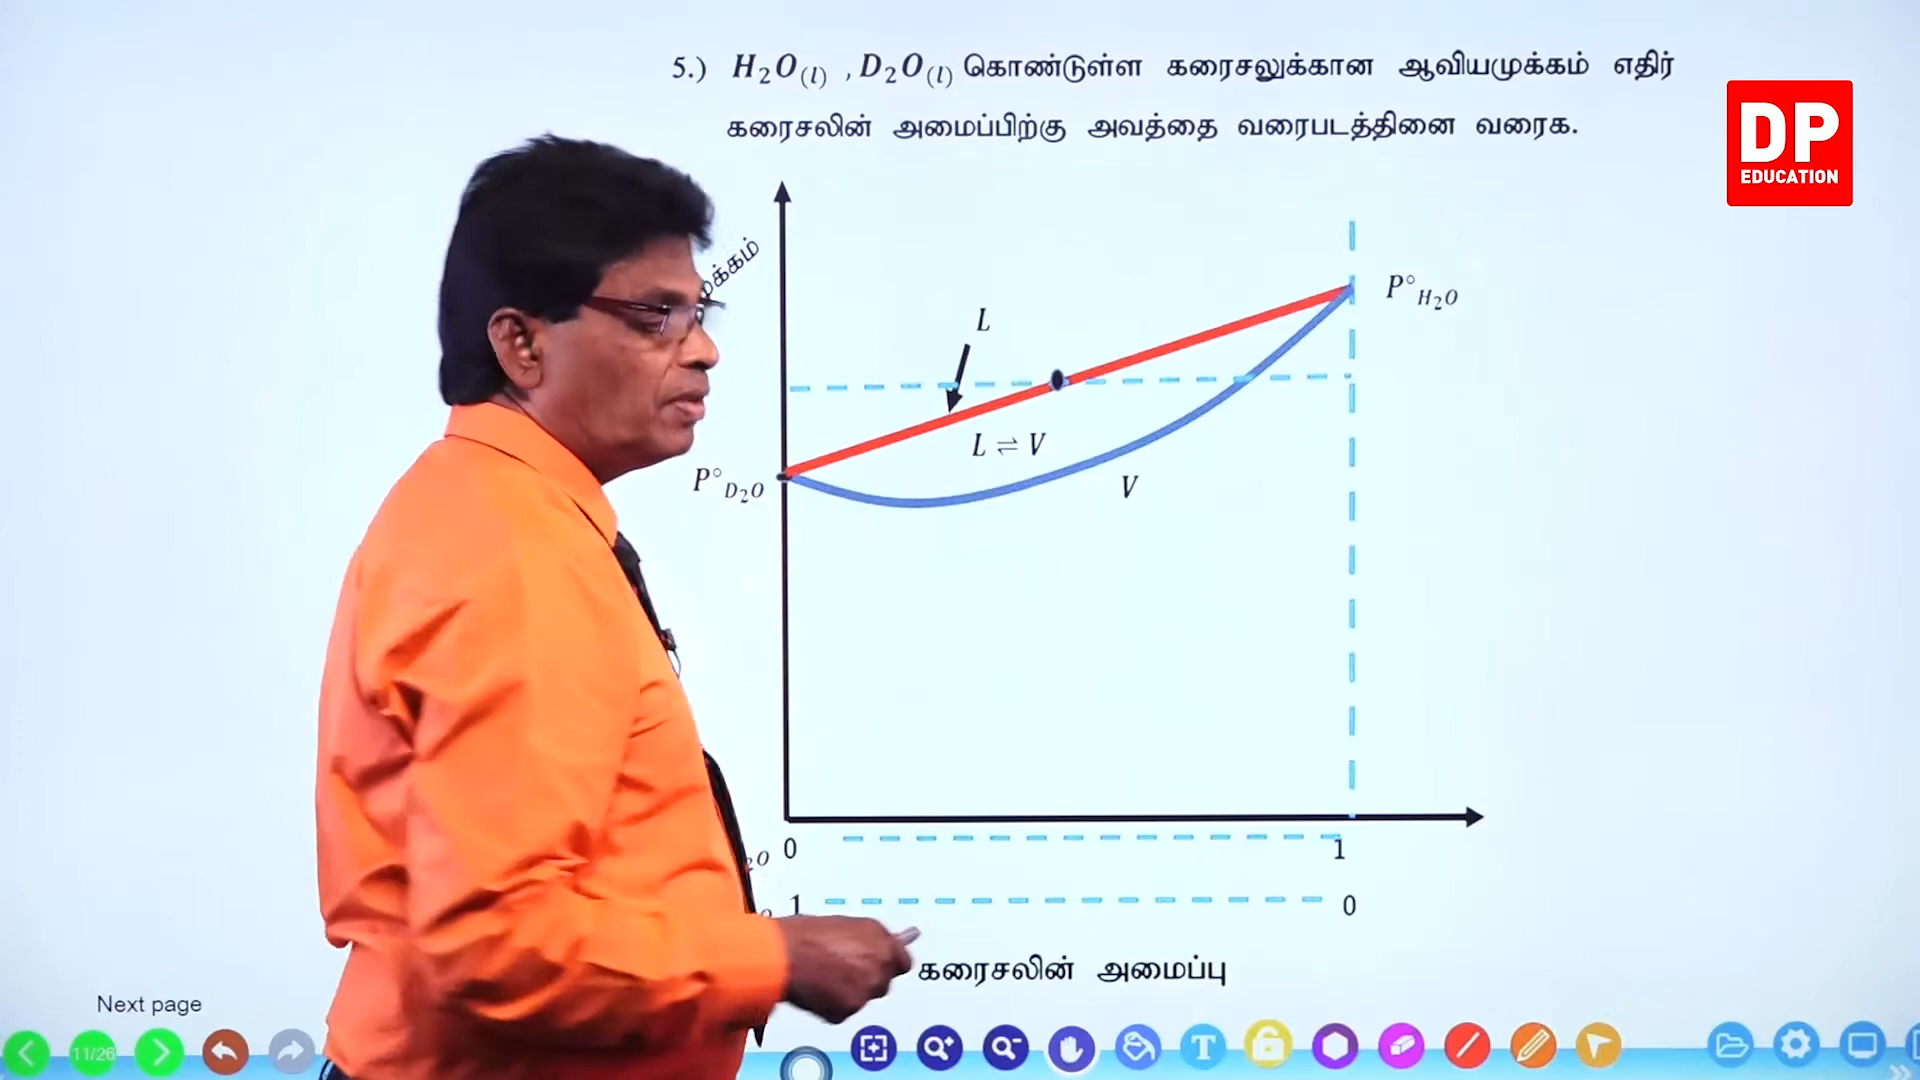 5.) H₂O₍ₗ₎ , D₂O₍ₗ₎ கொண்டுள்ள கரைசலுக்கான ஆவியமுக்கம் எதிர்
கரைசலின் அமைப்பிற்கு அவத்தை வரைபடத்தினை வரைக.
DP
EDUCATION
P°H₂O
L
L ⇌ V
V
P°D₂O
0
1
1
0
கரைசலின் அமைப்பு
Next page
11/26
T